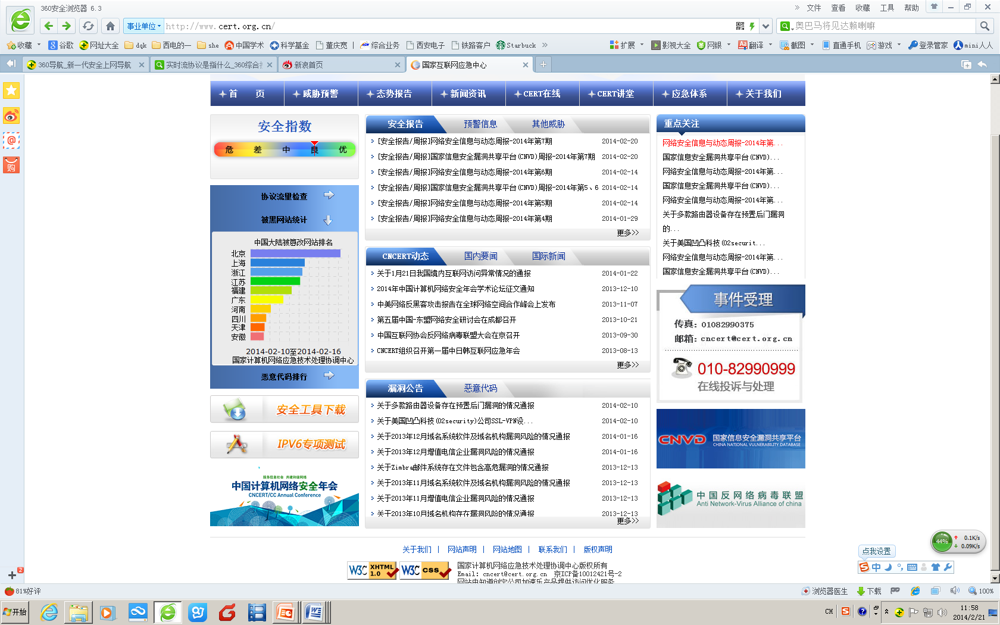 360安全浏览器 6.3
» 文件 查看 收藏 工具 帮助
事业单位 http://www.cert.org.cn/ 奥巴马将见达赖喇嘛
收藏 谷歌 网址大全 dqk 西电的一 she 中国学术 科学基金 董庆宽 综合业务 西安电子 铁路客户 Starbuck » 扩展 影视大全 网银 翻译 截图 直通手机 游戏 登录管家 mini人人
360导航_新一代安全上网导航 实时流协议是指什么_360综合 新浪首页 国家互联网应急中心
首 页 威胁预警 态势报告 新闻资讯 CERT在线 CERT讲堂 应急体系 关于我们
安全指数
危 差 中 良 优
协议流量检查
被黑网站统计
中国大陆被篡改网站排名
北京
上海
浙江
江苏
福建
广东
河南
四川
天津
安徽
2014-02-10至2014-02-16
国家计算机网络应急技术处理协调中心
恶意代码排行
安全工具下载
IPV6专项测试
服务信息社会 共建和谐网络
中国计算机网络安全年会
CNCERT/CC Annual Conference
安全报告 预警信息 其他威胁
[安全报告/周报]网络安全信息与动态周报-2014年第7期 2014-02-20
[安全报告/周报]国家信息安全漏洞共享平台(CNVD)周报-2014年第7期 2014-02-20
[安全报告/周报]网络安全信息与动态周报-2014年第6期 2014-02-14
[安全报告/周报]国家信息安全漏洞共享平台(CNVD)周报-2014年第5、6 2014-02-14
[安全报告/周报]网络安全信息与动态周报-2014年第5期 2014-02-14
[安全报告/周报]网络安全信息与动态周报-2014年第4期 2014-01-29
更多>>
CNCERT动态 国内要闻 国际新闻
关于1月21日我国境内互联网访问异常情况的通报 2014-01-22
2014年中国计算机网络安全年会学术论坛征文通知 2013-12-10
中美网络反黑客攻击报告在全球网络空间合作峰会上发布 2013-11-07
第五届中国-东盟网络安全研讨会在成都召开 2013-10-21
中国互联网协会反网络病毒联盟大会在京召开 2013-09-30
CNCERT组织召开第一届中日韩互联网应急年会 2013-08-13
更多>>
漏洞公告 恶意代码
关于多款路由器设备存在预置后门漏洞的情况通报 2014-02-10
关于美国凹凸科技(O2security)公司SSL-VPN设... 2014-02-10
关于2013年12月域名系统软件及域名机构漏洞风险的情况通报 2014-01-16
关于2013年12月增值电信企业漏洞风险的情况通报 2014-01-16
关于Zimbra邮件系统存在文件包含高危漏洞的情况通报 2013-12-13
关于2013年11月域名系统软件及域名机构漏洞风险的情况通报 2013-12-13
关于2013年11月增值电信企业漏洞风险的情况通报 2013-12-13
关于2013年10月域名机构存在漏洞风险的情况通报 2013-12-13
更多>>
重点关注
网络安全信息与动态周报-2014年第...
国家信息安全漏洞共享平台(CNVD)...
网络安全信息与动态周报-2014年第...
国家信息安全漏洞共享平台(CNVD)...
网络安全信息与动态周报-2014年第...
关于多款路由器设备存在预置后门漏洞
的...
关于美国凹凸科技(O2securit...
网络安全信息与动态周报-2014年第...
国家信息安全漏洞共享平台(CNVD)...
事件受理
传真：01082990375
邮箱：cncert@cert.org.cn
010-82990999
在线投诉与处理
CNVD 国家信息安全漏洞共享平台
CHINA NATIONAL VULNERABILITY DATABASE
中国反网络病毒联盟
Anti Network-Virus Alliance of china
关于我们 | 网站声明 | 网站地图 | 联系我们 | 版权声明
W3C XHTML 1.0 W3C CSS
国家计算机网络应急技术处理协调中心版权所有
Email: cncert@cert.org.cn 京ICP备10012421号-2
网站由知道创宇公司加速乐产品提供访问优化服务
购
44% 0.1K/s
0.09K/s
点我设置
中
2
81%好评
浏览器医生 下载 100%
开始
CH
11:58
2014/2/21